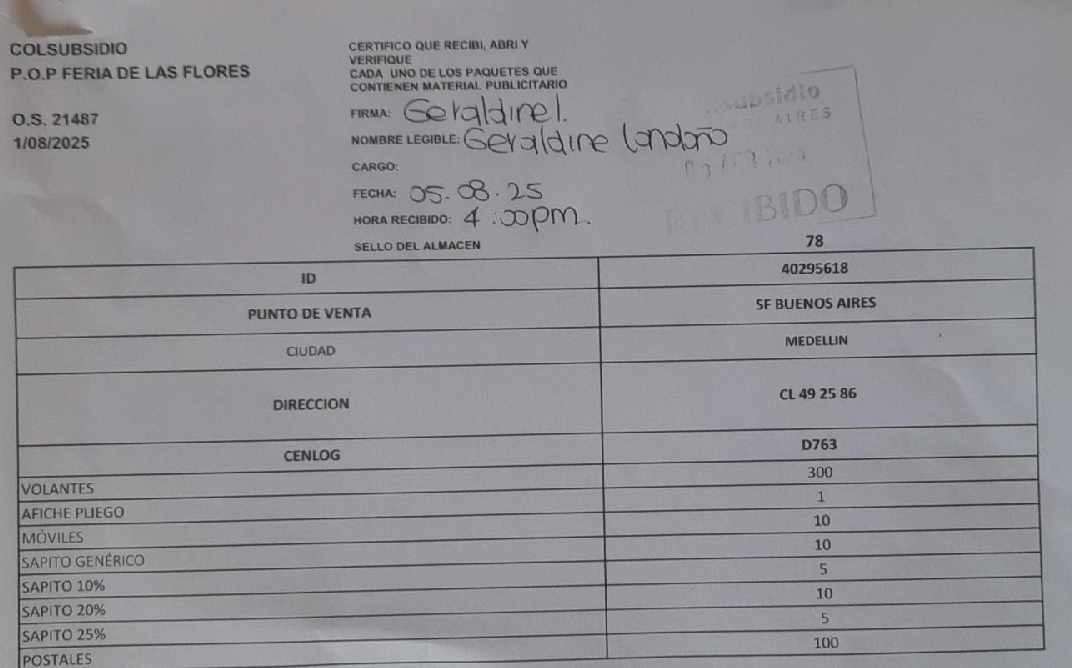 COLSUBSIDIO
P.O.P FERIA DE LAS FLORES
O.S. 21487
1/08/2025
CERTIFICO QUE RECIBI, ABRI Y
VERIFIQUE
CADA UNO DE LOS PAQUETES QUE
CONTIENEN MATERIAL PUBLICITARIO
FIRMA: Geraldine l.
NOMBRE LEGIBLE: Geraldine Londoño
CARGO:
FECHA: 05.08.25
HORA RECIBIDO: 4:00pm.
SELLO DEL ALMACEN
AIRES
RECIBIDO
78
ID 40295618
PUNTO DE VENTA SF BUENOS AIRES
CIUDAD MEDELLIN
DIRECCION CL 49 25 86
CENLOG D763
VOLANTES 300
AFICHE PLIEGO 1
MÓVILES 10
SAPITO GENÉRICO 10
SAPITO 10% 5
SAPITO 20% 10
SAPITO 25% 5
POSTALES 100